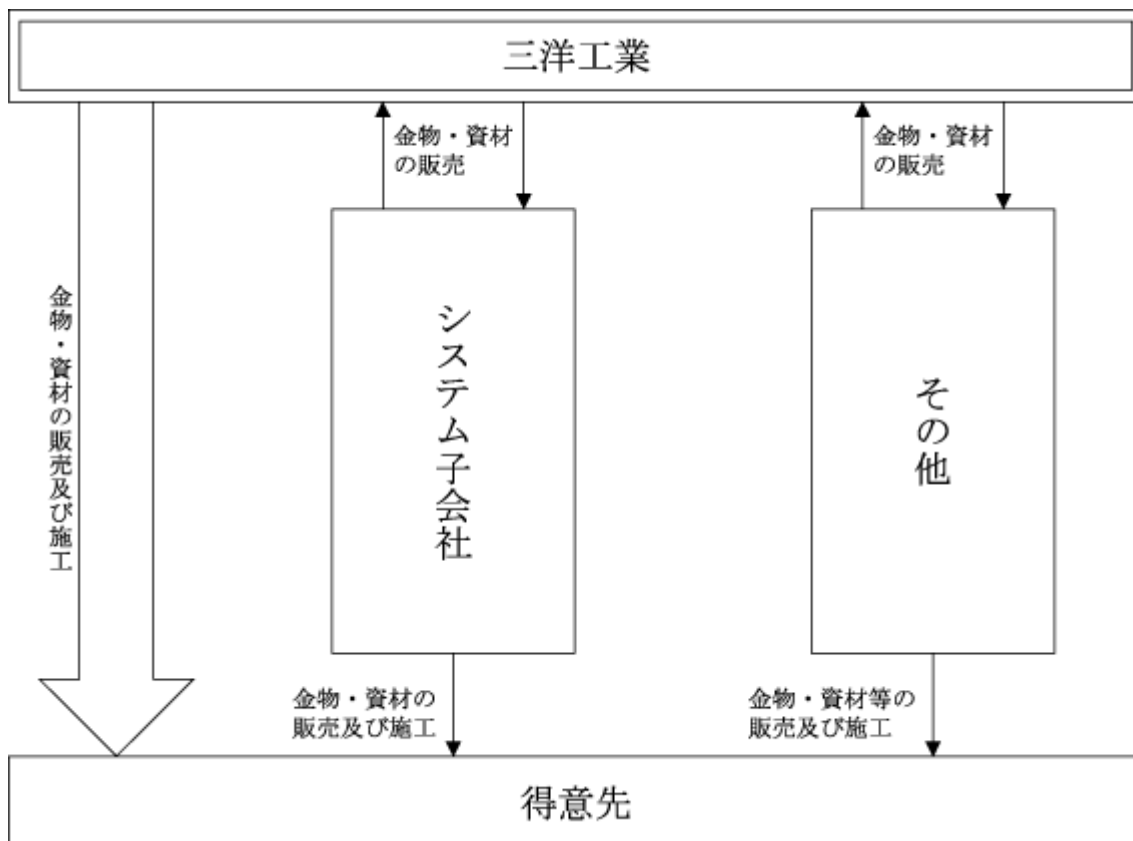 三洋工業
金物・資材
の販売
金物・資材
の販売
金物・資材の販売及び施工
システム子会社
その他
金物・資材の
販売及び施工
金物・資材等の
販売及び施工
得意先